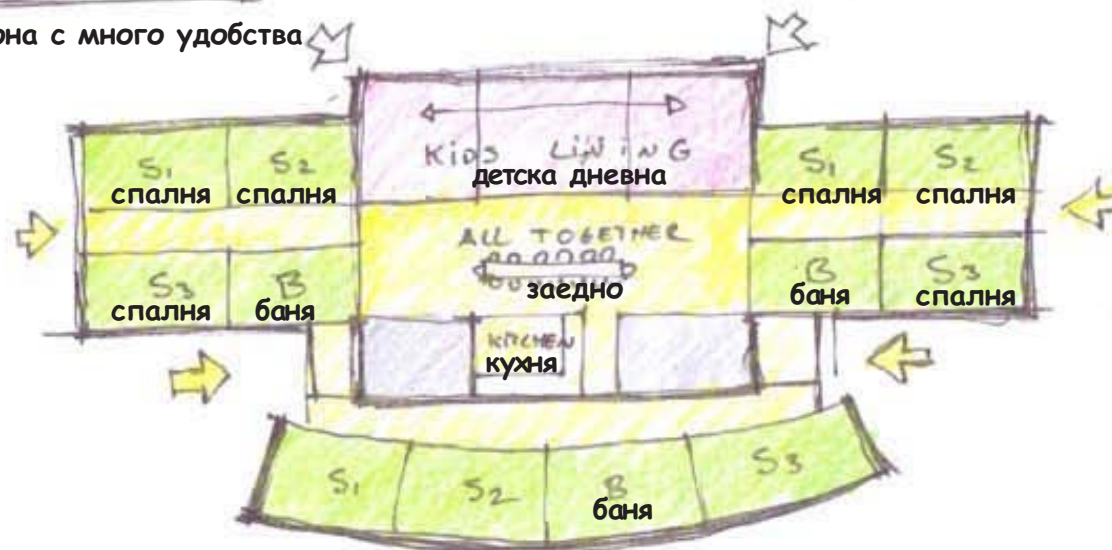 она с много удобства
KIDS LIVING
детска дневна
S1 S2
спалня спалня
S1 S2
спалня спалня
ALL TOGETHER
заедно
S3 B
спалня баня
B S3
баня спалня
KITCHEN
кухня
S1 S2 B S3
баня